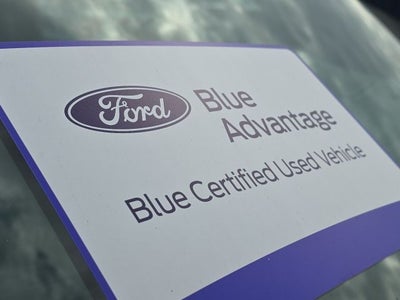 Ford
Blue
Advantage
Blue Certified Used Vehicle